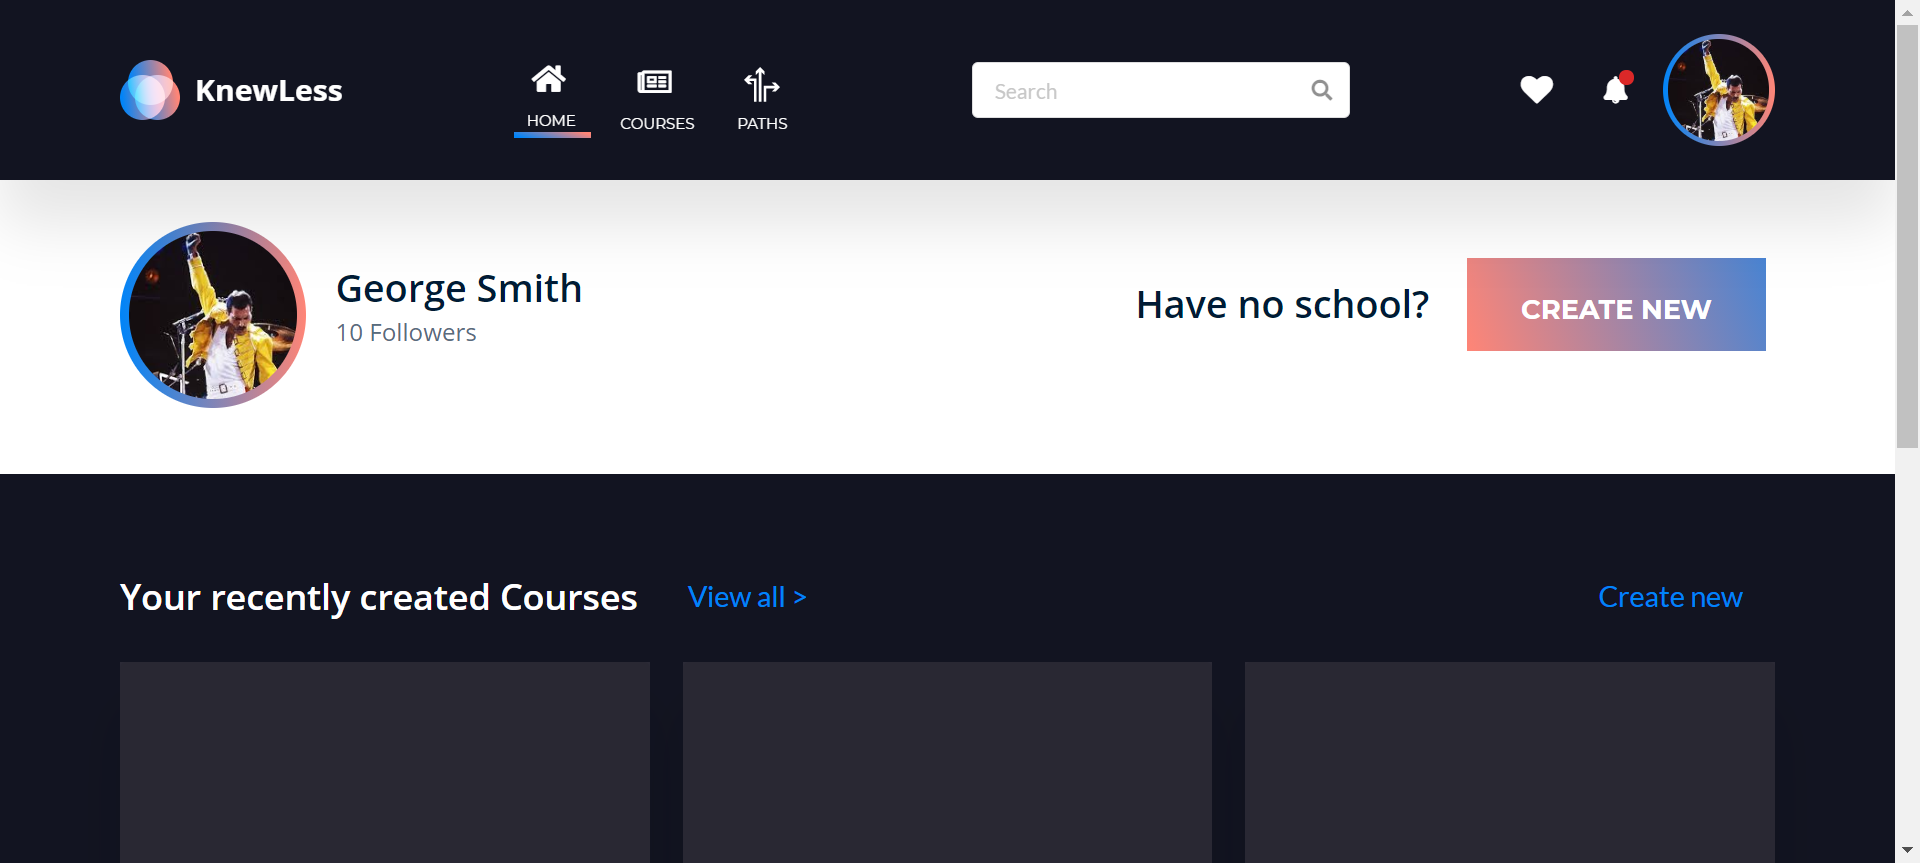 KnewLess
HOME
COURSES
PATHS
Search
George Smith
10 Followers
Have no school?
CREATE NEW
Your recently created Courses
View all >
Create new